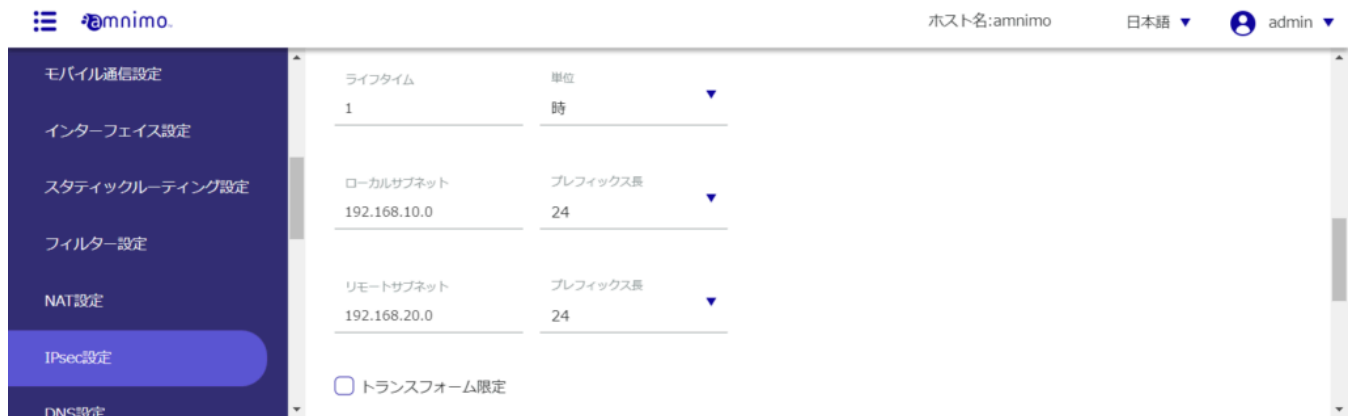 amnimo
ホスト名:amnimo
日本語
admin
モバイル通信設定
インターフェイス設定
スタティックルーティング設定
フィルター設定
NAT設定
IPsec設定
DNS設定
ライフタイム 単位
1 時
ローカルサブネット プレフィックス長
192.168.10.0 24
リモートサブネット プレフィックス長
192.168.20.0 24
トランスフォーム限定